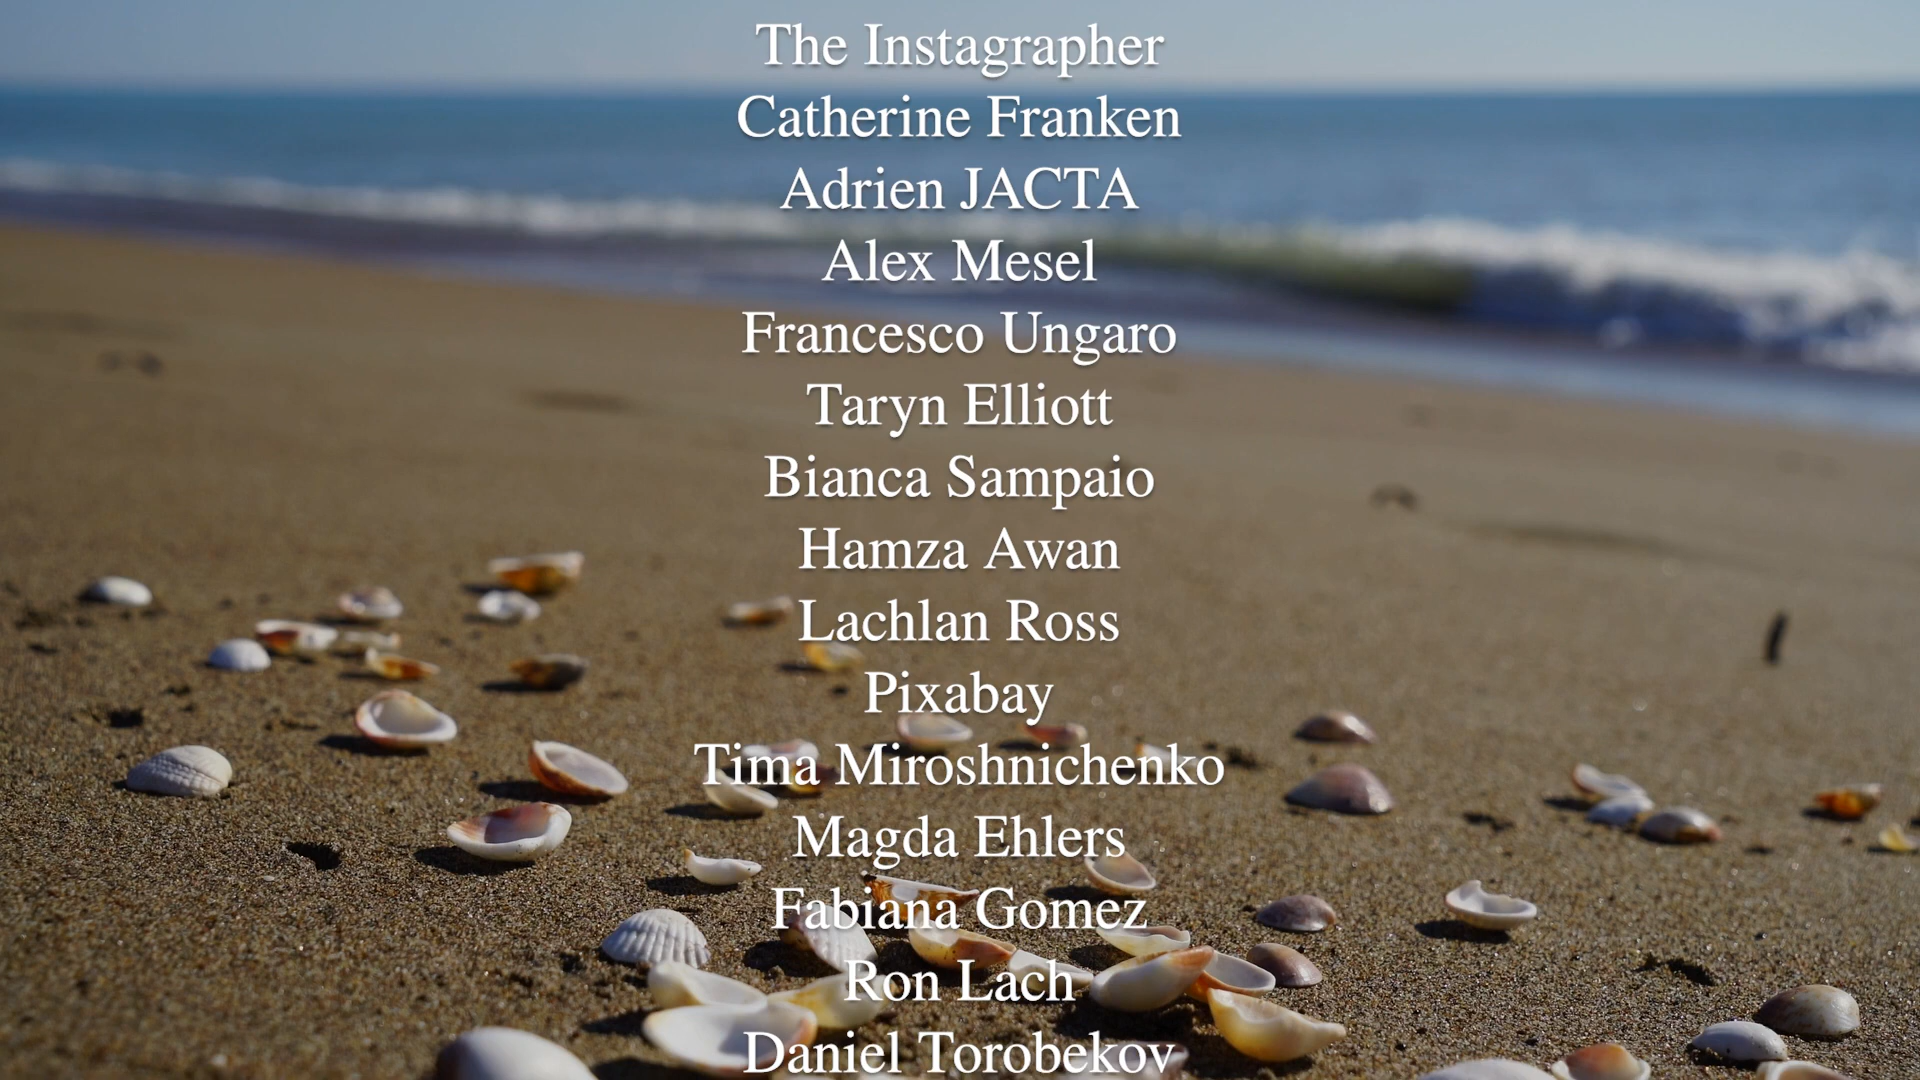 The Instagrapher
Catherine Franken
Adrien JACTA
Alex Mesel
Francesco Ungaro
Taryn Elliott
Bianca Sampaio
Hamza Awan
Lachlan Ross
Pixabay
Tima Miroshnichenko
Magda Ehlers
Fabiana Gomez
Ron Lach
Daniel Torobekov